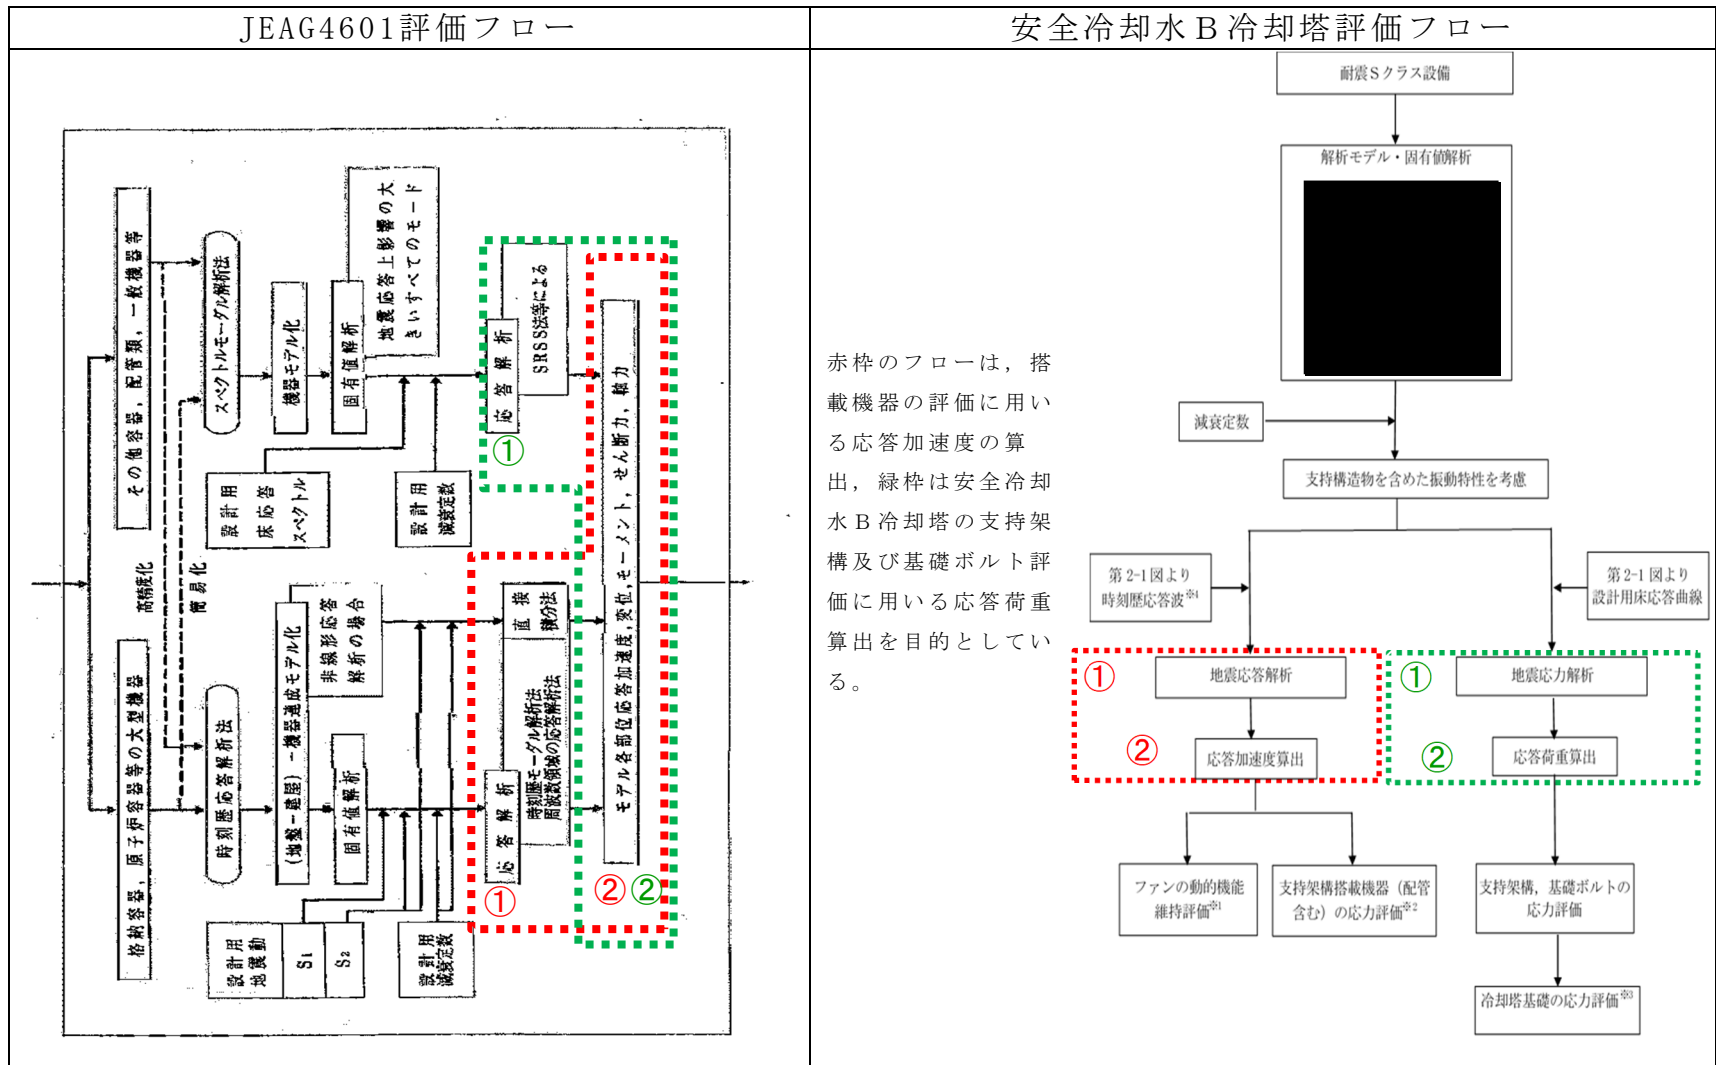 JEAG4601評価フロー
安全冷却水Ｂ冷却塔評価フロー
その他容器，配管類，一般機器等
スペクトルモーダル解析法
機器モデル化
固有値解析
地震応答上影響の大
きいすべてのモード
応答解析
SRSS法等による
①
設計用
床応答
スペクトル
設計用
減衰定数
高精度化
簡易化
格納容器，原子炉容器等の大型機器
時刻歴応答解析法
(地盤－建屋)－機器連成モデル化
非線形応答
解析の場合
固有値解析
応答解析
時刻歴モーダル解析法
周波数領域の応答解析法
直接
積分法
モデル各部位応答加速度，変位，モーメント，せん断力，軸力
①
②②
設計用
地震動
S1
S2
設計用
減衰定数
赤枠のフローは，搭
載機器の評価に用い
る応答加速度の算
出，緑枠は安全冷却
水Ｂ冷却塔の支持架
構及び基礎ボルト評
価に用いる応答荷重
算出を目的としてい
る。
耐震Ｓクラス設備
解析モデル・固有値解析
減衰定数
支持構造物を含めた振動特性を考慮
第 2-1 図より
時刻歴応答波※4
第 2-1 図より
設計用床応答曲線
①
地震応答解析
②
応答加速度算出
①
地震応力解析
②
応答荷重算出
ファンの動的機能
維持評価※1
支持架構搭載機器（配管
含む）の応力評価※2
支持架構，基礎ボルトの
応力評価
冷却塔基礎の応力評価※3